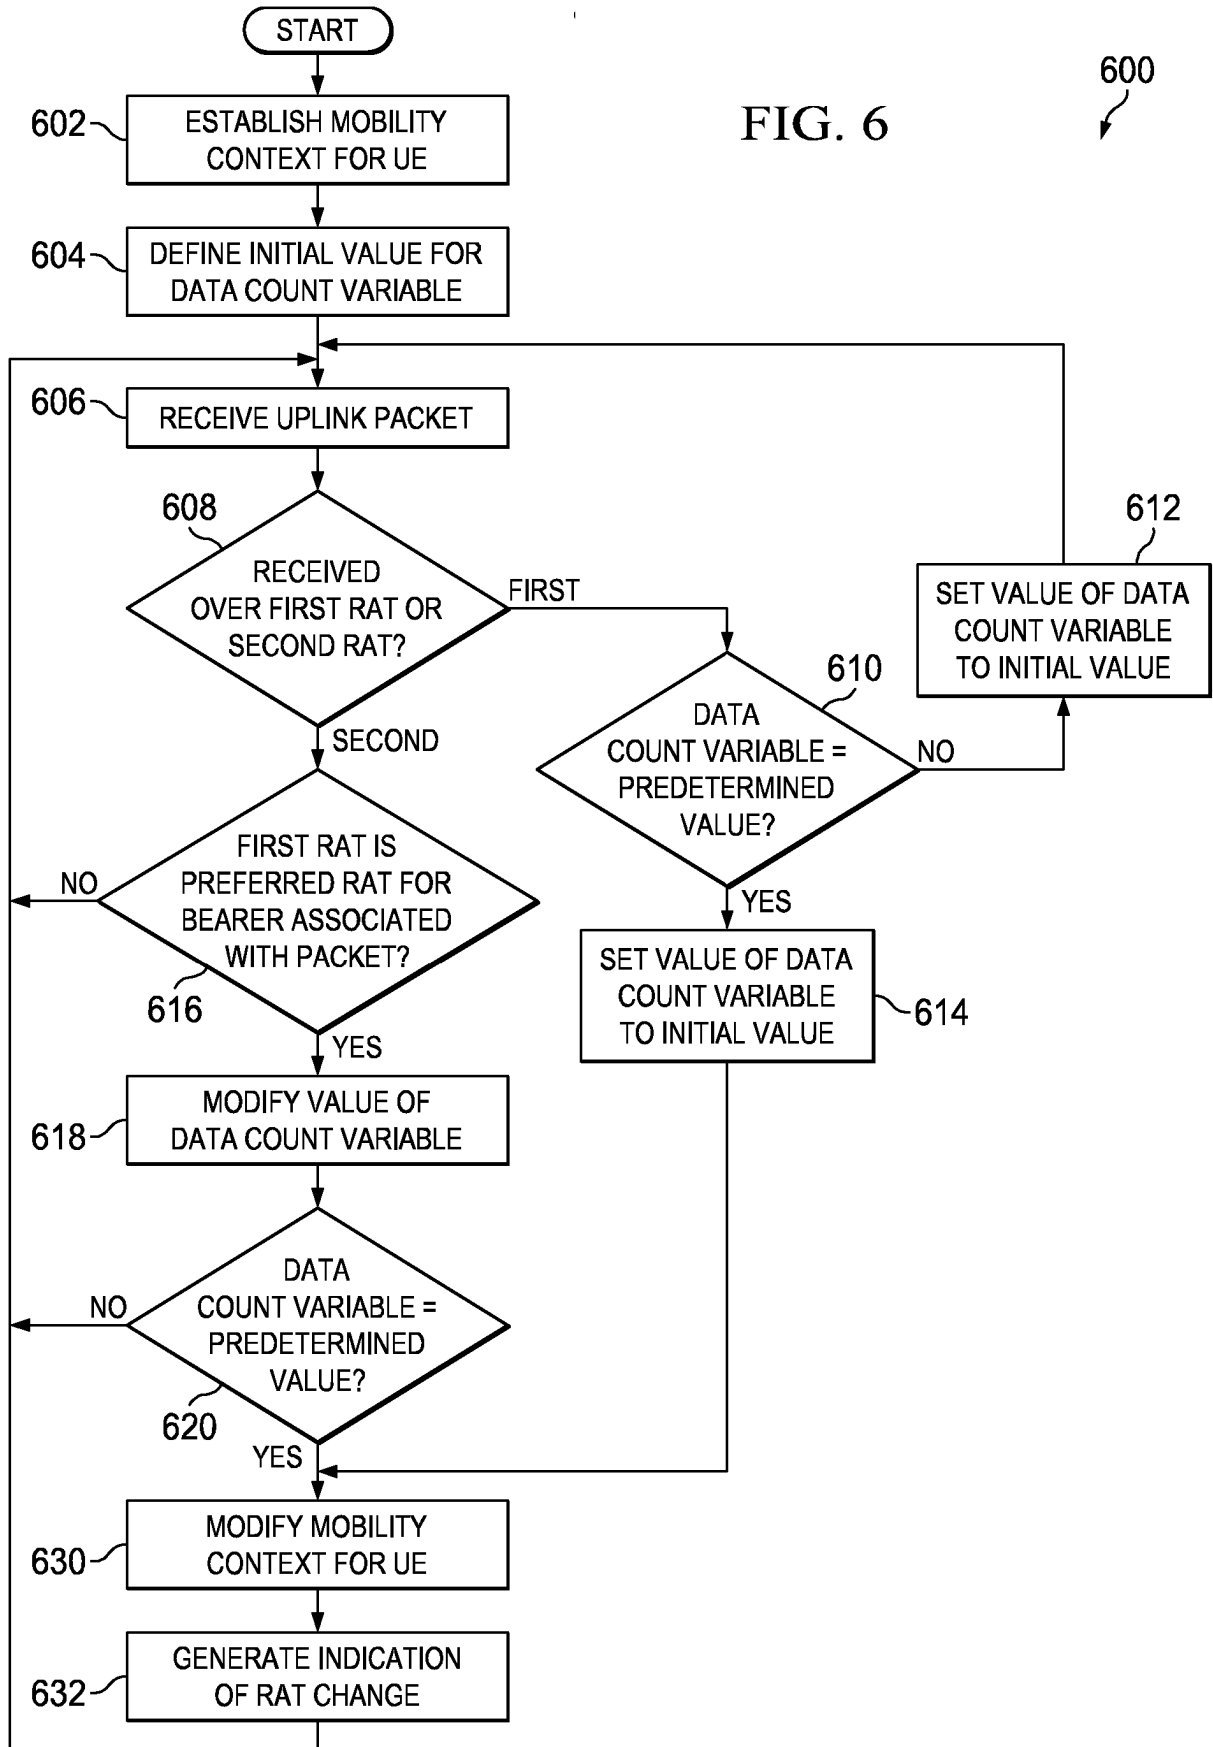 START
600
FIG. 6
602
ESTABLISH MOBILITY
CONTEXT FOR UE
604
DEFINE INITIAL VALUE FOR
DATA COUNT VARIABLE
606
RECEIVE UPLINK PACKET
608
RECEIVED
OVER FIRST RAT OR
SECOND RAT?
FIRST
SECOND
612
SET VALUE OF DATA
COUNT VARIABLE
TO INITIAL VALUE
610
DATA
COUNT VARIABLE =
PREDETERMINED
VALUE?
NO
YES
FIRST RAT IS
PREFERRED RAT FOR
BEARER ASSOCIATED
WITH PACKET?
NO
616
YES
SET VALUE OF DATA
COUNT VARIABLE
TO INITIAL VALUE
614
618
MODIFY VALUE OF
DATA COUNT VARIABLE
DATA
COUNT VARIABLE =
PREDETERMINED
VALUE?
NO
620
YES
630
MODIFY MOBILITY
CONTEXT FOR UE
632
GENERATE INDICATION
OF RAT CHANGE